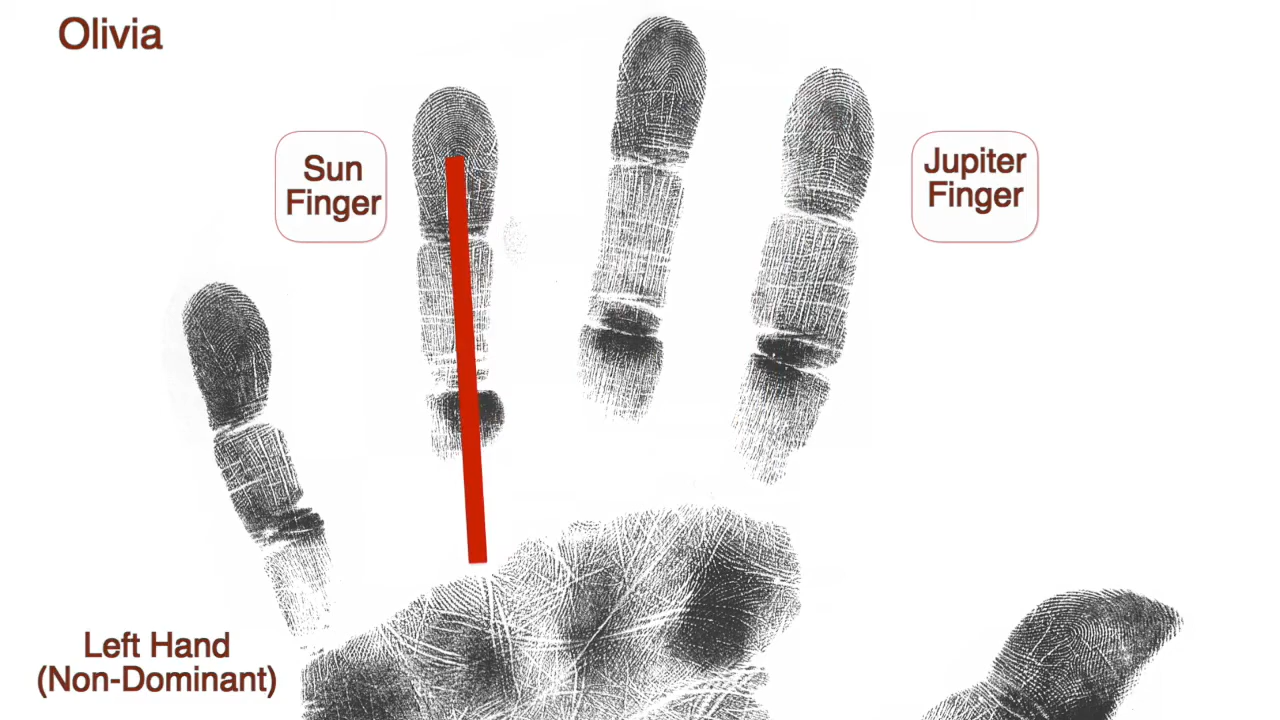 Olivia
Sun
Finger
Jupiter
Finger
Left Hand
(Non-Dominant)